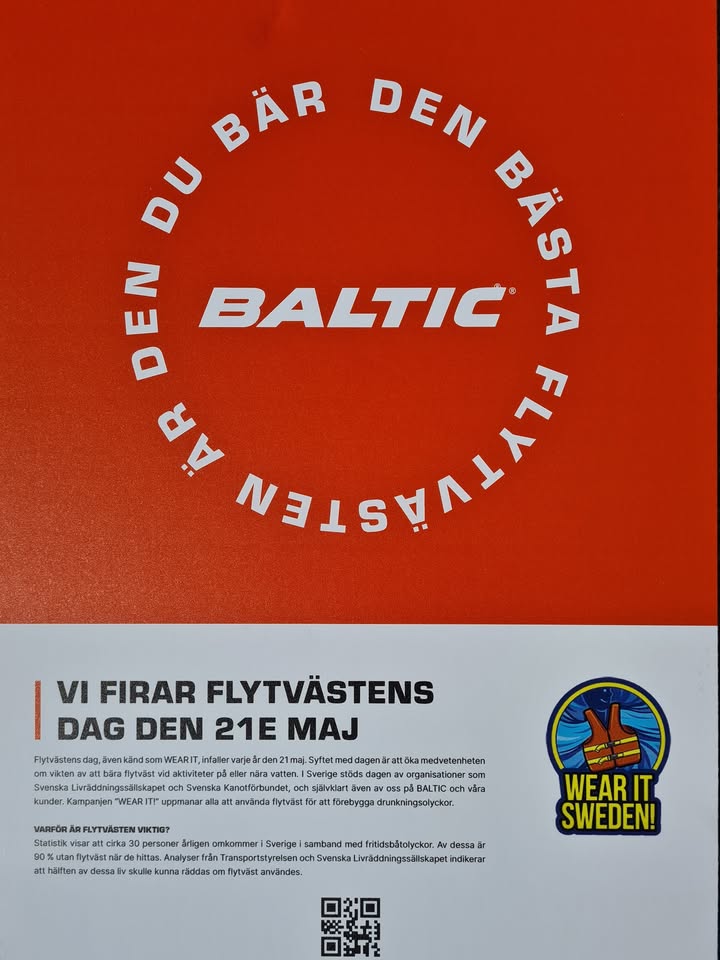 DEN BÄSTA FLYTVÄSTEN ÄR DEN DU BÄR
BALTIC®
VI FIRAR FLYTVÄSTENS
DAG DEN 21E MAJ
Flytvästens dag, även känd som WEAR IT, infaller varje år den 21 maj. Syftet med dagen är att öka medvetenheten
om vikten av att bära flytväst vid aktiviteter på eller nära vatten. I Sverige stöds dagen av organisationer som
Svenska Livräddningssällskapet och Svenska Kanotförbundet, och självklart även av oss på BALTIC och våra
kunder. Kampanjen "WEAR IT!" uppmanar alla att använda flytväst för att förebygga drunkningsolyckor.
VARFÖR ÄR FLYTVÄSTEN VIKTIG?
Statistik visar att cirka 30 personer årligen omkommer i Sverige i samband med fritidsbåtolyckor. Av dessa är
90 % utan flytväst när de hittas. Analyser från Transportstyrelsen och Svenska Livräddningssällskapet indikerar
att hälften av dessa liv skulle kunna räddas om flytväst användes.
WEAR IT
SWEDEN!